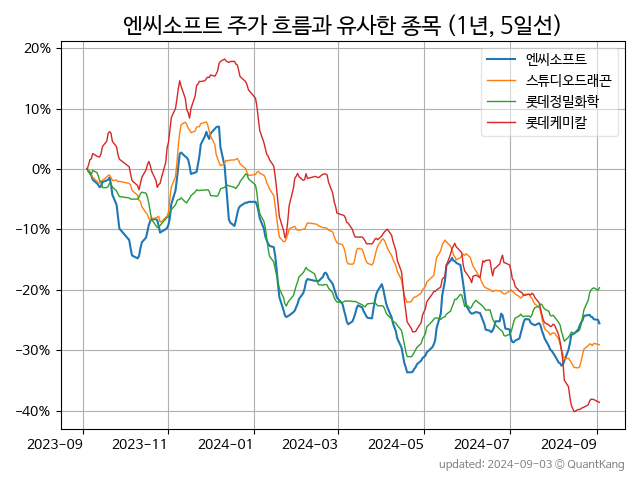 엔씨소프트 주가 흐름과 유사한 종목 (1년, 5일선)
엔씨소프트
스튜디오드래곤
롯데정밀화학
롯데케미칼
20%
10%
0%
−10%
−20%
−30%
−40%
2023-09 2023-11 2024-01 2024-03 2024-05 2024-07 2024-09
updated: 2024-09-03 © QuantKang